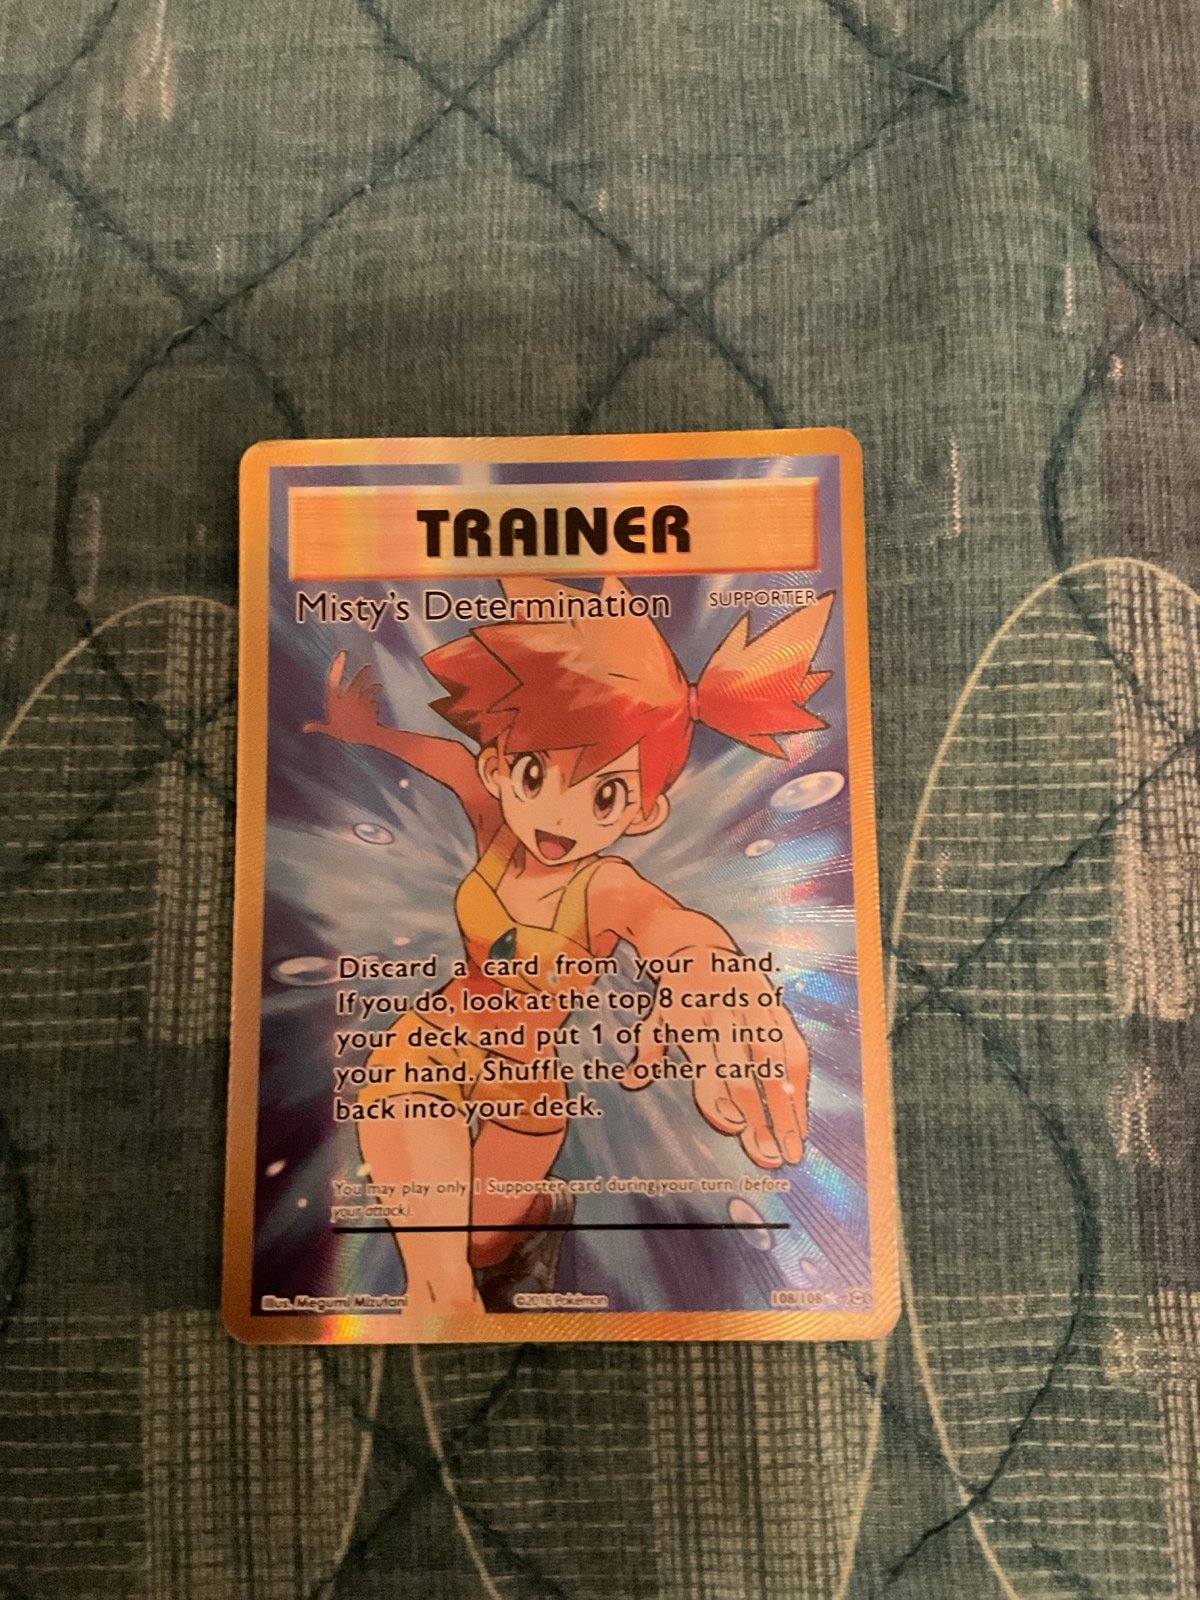 TRAINER
Misty's Determination SUPPORTER
Discard a card from your hand.
If you do, look at the top 8 cards of
your deck and put 1 of them into
your hand. Shuffle the other cards
back into your deck.
You may play only 1 Supporter card during your turn (before
your attack).
Illus. Megumi Mizutani ©2016 Pokémon 108/108